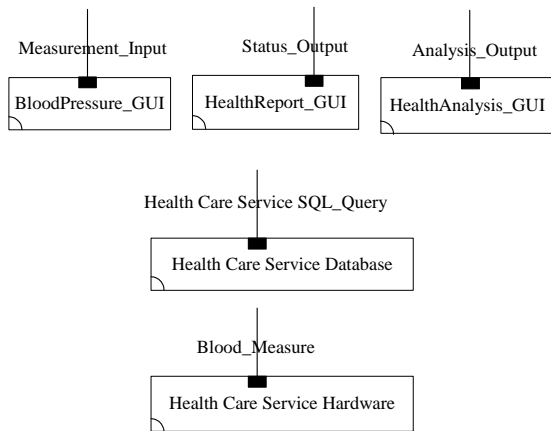 Measurement_Input
Status_Output
Analysis_Output
BloodPressure_GUI
HealthReport_GUI
HealthAnalysis_GUI
Health Care Service SQL_Query
Health Care Service Database
Blood_Measure
Health Care Service Hardware